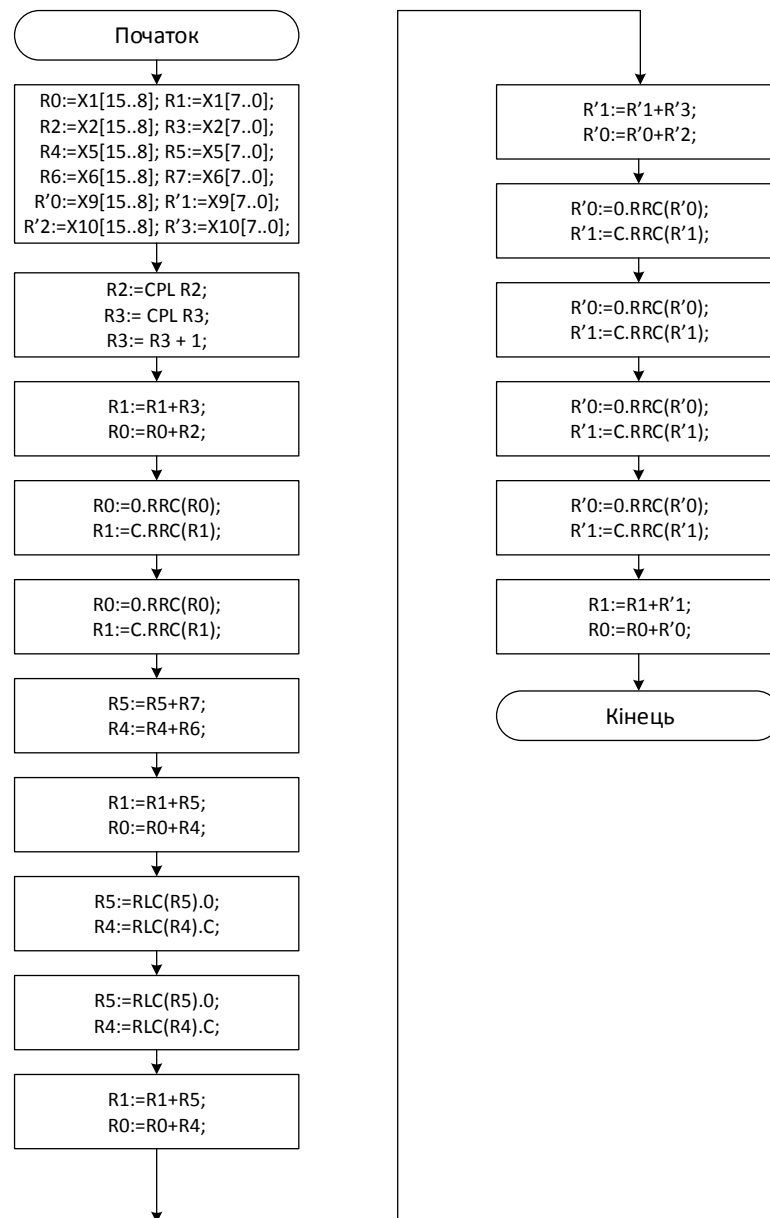 Початок
R0:=X1[15..8]; R1:=X1[7..0];
R2:=X2[15..8]; R3:=X2[7..0];
R4:=X5[15..8]; R5:=X5[7..0];
R6:=X6[15..8]; R7:=X6[7..0];
R’0:=X9[15..8]; R’1:=X9[7..0];
R’2:=X10[15..8]; R’3:=X10[7..0];
R2:=CPL R2;
R3:= CPL R3;
R3:= R3 + 1;
R1:=R1+R3;
R0:=R0+R2;
R0:=0.RRC(R0);
R1:=C.RRC(R1);
R0:=0.RRC(R0);
R1:=C.RRC(R1);
R5:=R5+R7;
R4:=R4+R6;
R1:=R1+R5;
R0:=R0+R4;
R5:=RLC(R5).0;
R4:=RLC(R4).C;
R5:=RLC(R5).0;
R4:=RLC(R4).C;
R1:=R1+R5;
R0:=R0+R4;
R’1:=R’1+R’3;
R’0:=R’0+R’2;
R’0:=0.RRC(R’0);
R’1:=C.RRC(R’1);
R’0:=0.RRC(R’0);
R’1:=C.RRC(R’1);
R’0:=0.RRC(R’0);
R’1:=C.RRC(R’1);
R’0:=0.RRC(R’0);
R’1:=C.RRC(R’1);
R1:=R1+R’1;
R0:=R0+R’0;
Кінець